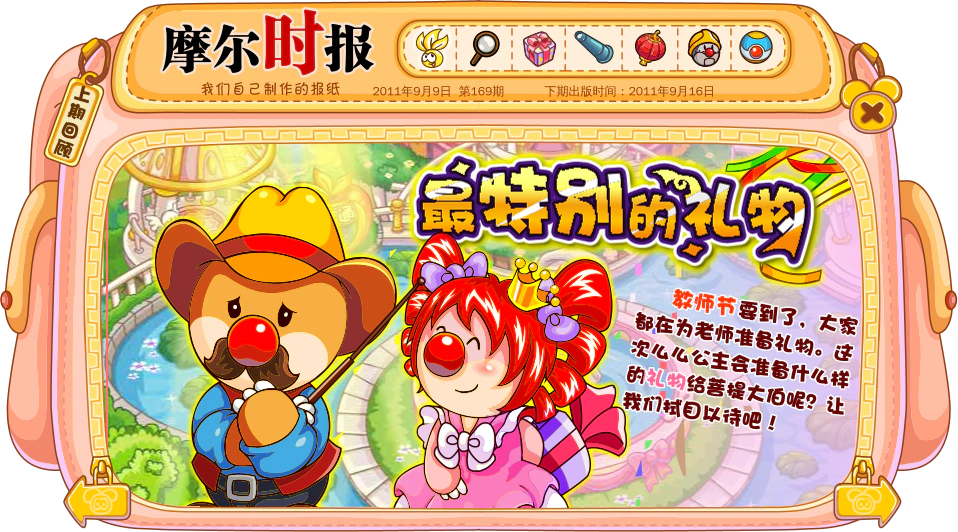 摩尔时报
我们自己制作的报纸
2011年9月9日 第169期
下期出版时间：2011年9月16日
上期回顾
最特别的礼物
教师节要到了，大家
都在为老师准备礼物。这
次么么公主会准备什么样
的礼物给菩提大伯呢？让
我们拭目以待吧！